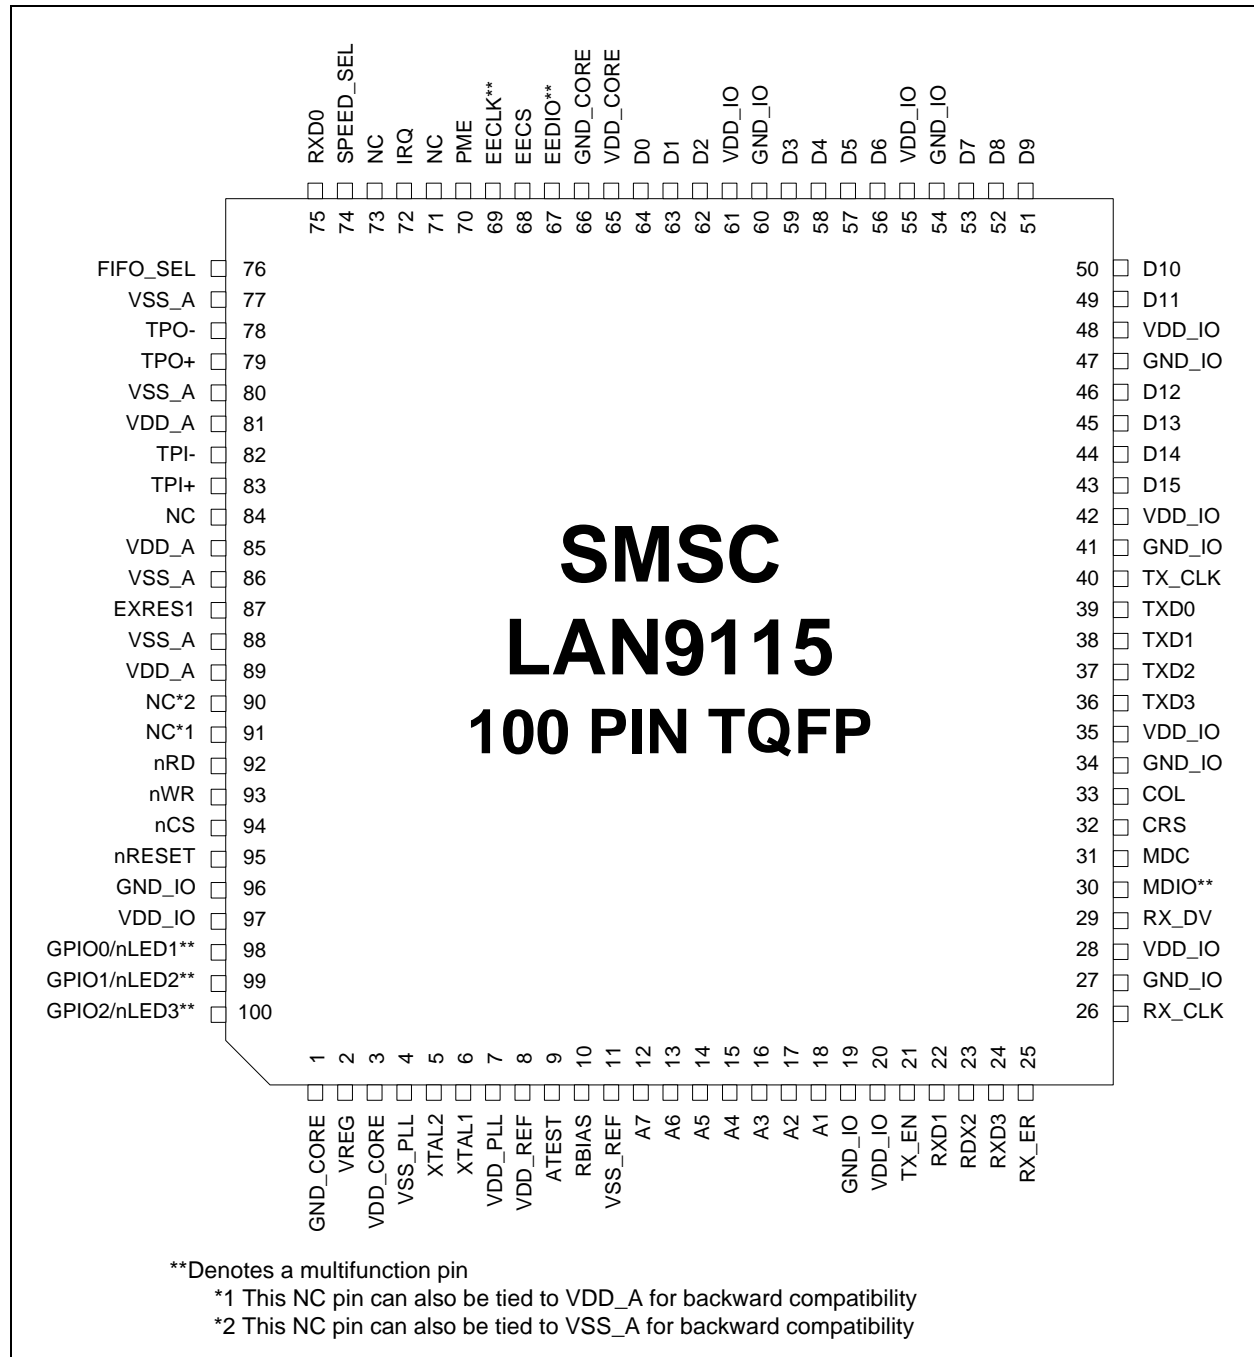 RXD0
SPEED_SEL
NC
IRQ
NC
PME
EECLK**
EECS
EEDIO**
GND_CORE
VDD_CORE
D0
D1
D2
VDD_IO
GND_IO
D3
D4
D5
D6
VDD_IO
GND_IO
D7
D8
D9
75
74
73
72
71
70
69
68
67
66
65
64
63
62
61
60
59
58
57
56
55
54
53
52
51
FIFO_SEL 76
VSS_A 77
TPO- 78
TPO+ 79
VSS_A 80
VDD_A 81
TPI- 82
TPI+ 83
NC 84
VDD_A 85
VSS_A 86
EXRES1 87
VSS_A 88
VDD_A 89
NC*2 90
NC*1 91
nRD 92
nWR 93
nCS 94
nRESET 95
GND_IO 96
VDD_IO 97
GPIO0/nLED1** 98
GPIO1/nLED2** 99
GPIO2/nLED3** 100
SMSC
LAN9115
100 PIN TQFP
50 D10
49 D11
48 VDD_IO
47 GND_IO
46 D12
45 D13
44 D14
43 D15
42 VDD_IO
41 GND_IO
40 TX_CLK
39 TXD0
38 TXD1
37 TXD2
36 TXD3
35 VDD_IO
34 GND_IO
33 COL
32 CRS
31 MDC
30 MDIO**
29 RX_DV
28 VDD_IO
27 GND_IO
26 RX_CLK
1
2
3
4
5
6
7
8
9
10
11
12
13
14
15
16
17
18
19
20
21
22
23
24
25
GND_CORE
VREG
VDD_CORE
VSS_PLL
XTAL2
XTAL1
VDD_PLL
VDD_REF
ATEST
RBIAS
VSS_REF
A7
A6
A5
A4
A3
A2
A1
GND_IO
VDD_IO
TX_EN
RXD1
RDX2
RXD3
RX_ER
**Denotes a multifunction pin
*1 This NC pin can also be tied to VDD_A for backward compatibility
*2 This NC pin can also be tied to VSS_A for backward compatibility